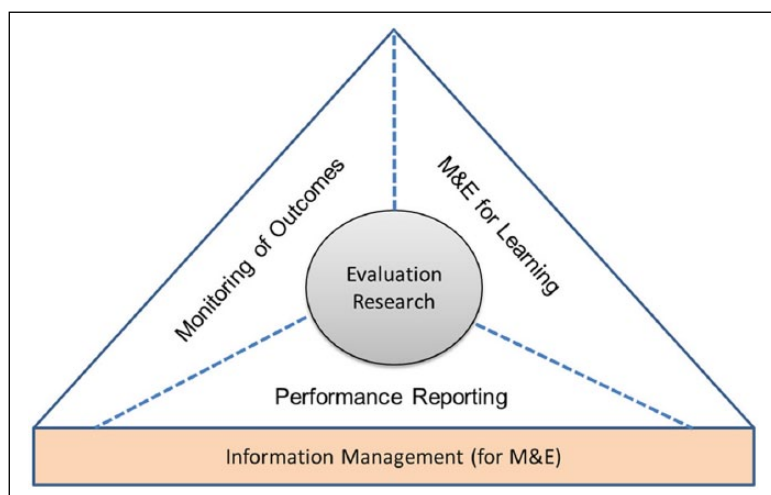 Monitoring of Outcomes
M&E for Learning
Evaluation
Research
Performance Reporting
Information Management (for M&E)